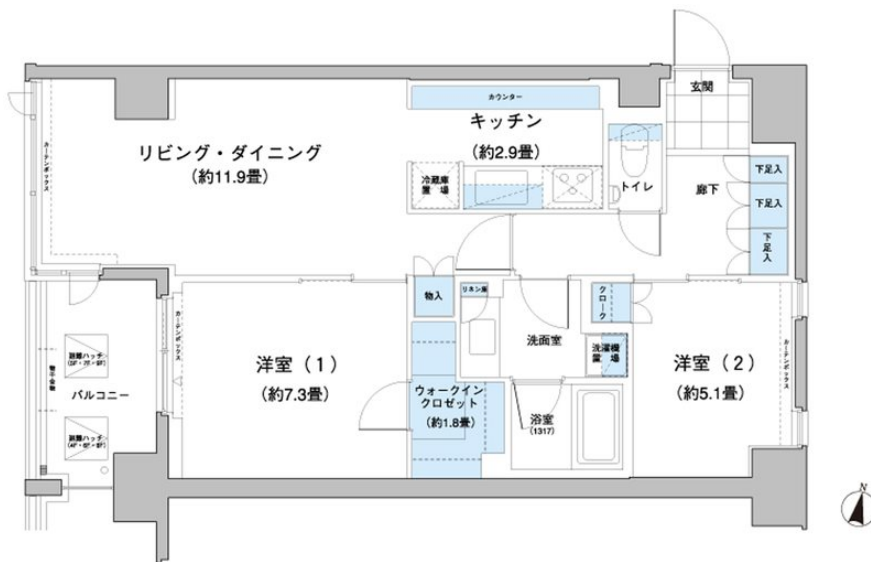 玄関
カウンター
キッチン
(約2.9畳)
リビング・ダイニング
(約11.9畳)
カーテンボックス
冷蔵庫
置場
トイレ
廊下
下足入
下足入
下足入
物入
リネン庫
洗面室
クローク
洗濯機
置場
カーテンボックス
洋室（1）
(約7.3畳)
ウォークイン
クロゼット
(約1.8畳)
浴室
(1317)
洋室（2）
(約5.1畳)
カーテンボックス
物干金物
避難ハッチ
バルコニー
避難ハッチ
N